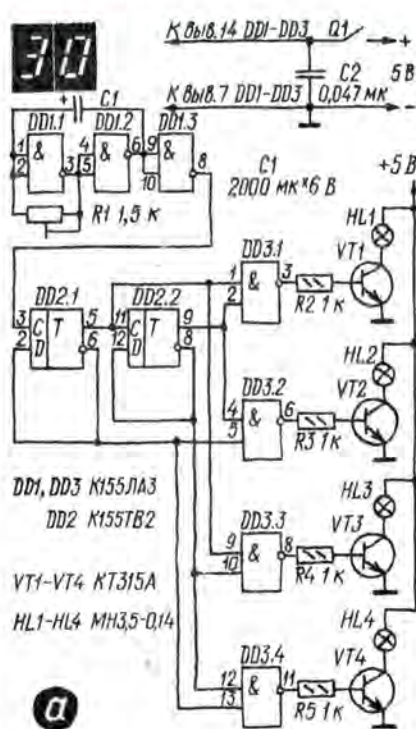 30
К выв.14 DD1-DD3 Q1 +
К выв.7 DD1-DD3
C2
0,047 мк
5 В
-
+ C1
DD1.1 DD1.2 DD1.3
1 2 & 3 4 5 & 6 9 10 & 8
R1 1,5 к
C1
2000 мк×6 В
+5 В
HL1
VT1
DD3.1
1 2 & 3
R2 1 к
DD2.1 DD2.2
3 2 C D T 5 6 11 12 C D T 9 8
HL2
VT2
DD3.2
4 5 & 6
R3 1 к
DD1, DD3 К155ЛА3
DD2 К155ТВ2
HL3
VT3
DD3.3
9 10 & 8
R4 1 к
VT1-VT4 КТ315А
HL1-HL4 МН3,5-0,14
HL4
VT4
DD3.4
12 13 & 11
R5 1 к
а